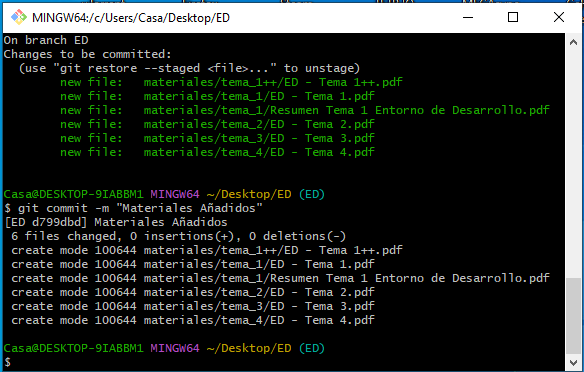 MINGW64:/c/Users/Casa/Desktop/ED
On branch ED
Changes to be committed:
  (use "git restore --staged <file>..." to unstage)
        new file:   materiales/tema_1++/ED - Tema 1++.pdf
        new file:   materiales/tema_1/ED - Tema 1.pdf
        new file:   materiales/tema_1/Resumen Tema 1 Entorno de Desarrollo.pdf
        new file:   materiales/tema_2/ED - Tema 2.pdf
        new file:   materiales/tema_3/ED - Tema 3.pdf
        new file:   materiales/tema_4/ED - Tema 4.pdf
Casa@DESKTOP-9IABBM1 MINGW64 ~/Desktop/ED (ED)
$ git commit -m "Materiales Añadidos"
[ED d799dbd] Materiales Añadidos
 6 files changed, 0 insertions(+), 0 deletions(-)
 create mode 100644 materiales/tema_1++/ED - Tema 1++.pdf
 create mode 100644 materiales/tema_1/ED - Tema 1.pdf
 create mode 100644 materiales/tema_1/Resumen Tema 1 Entorno de Desarrollo.pdf
 create mode 100644 materiales/tema_2/ED - Tema 2.pdf
 create mode 100644 materiales/tema_3/ED - Tema 3.pdf
 create mode 100644 materiales/tema_4/ED - Tema 4.pdf
Casa@DESKTOP-9IABBM1 MINGW64 ~/Desktop/ED (ED)
$